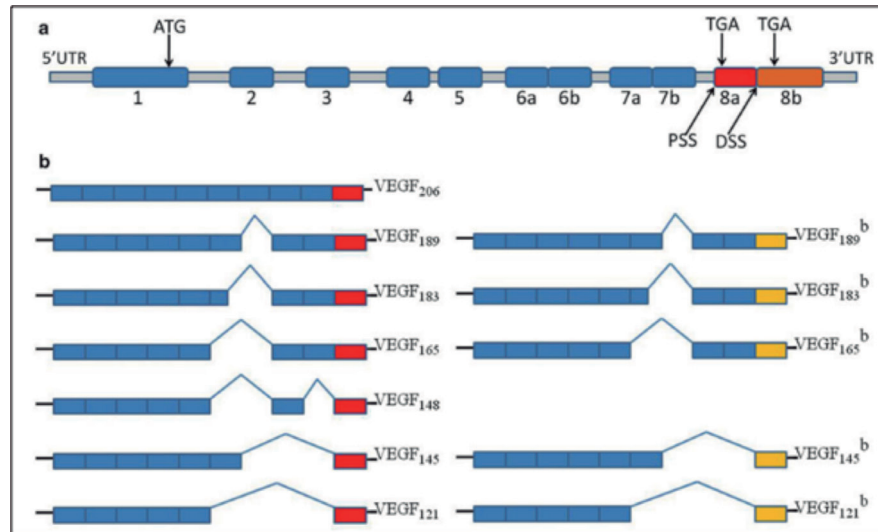 a
ATG TGA TGA
5'UTR 3'UTR
1 2 3 4 5 6a 6b 7a 7b 8a 8b
PSS DSS
b
VEGF206
VEGF189 VEGF189b
VEGF183 VEGF183b
VEGF165 VEGF165b
VEGF148
VEGF145 VEGF145b
VEGF121 VEGF121b